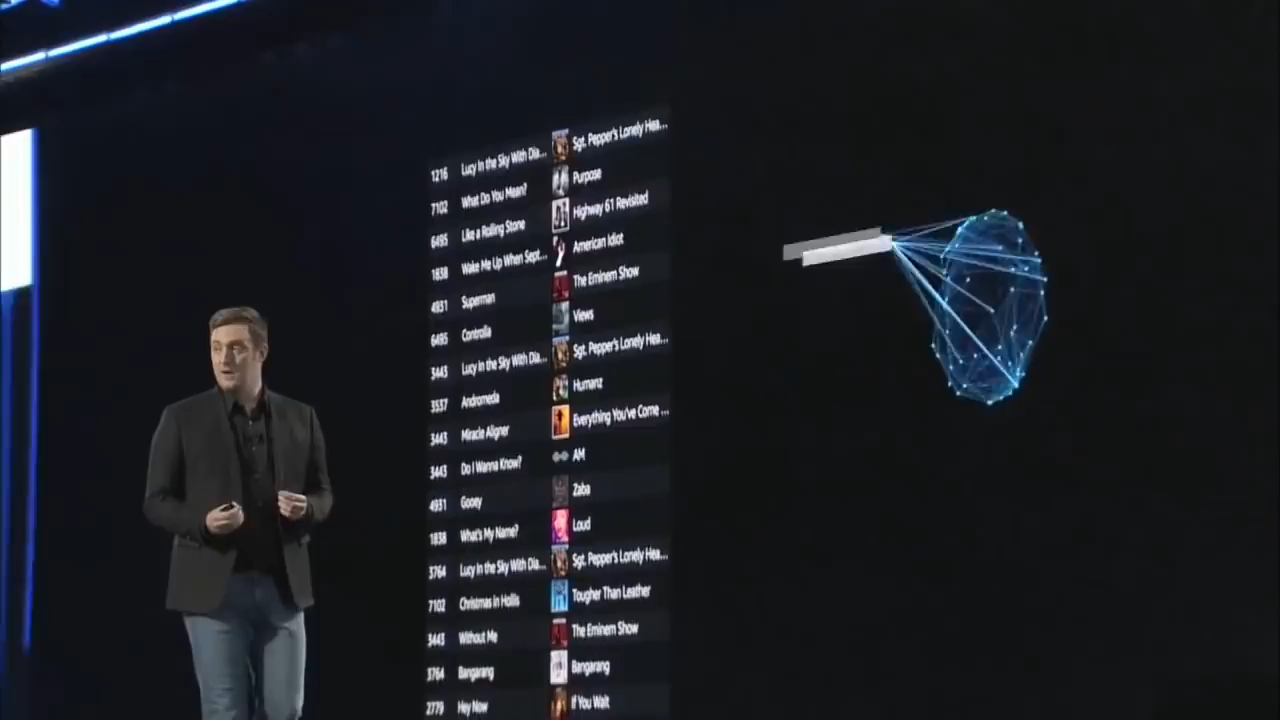 1216 Lucy In the Sky With Dia... Sgt. Pepper's Lonely Hea...
7102 What Do You Mean? Purpose
6495 Like a Rolling Stone Highway 61 Revisited
1838 Wake Me Up When Sept... American Idiot
4931 Superman The Eminem Show
6495 Controlla Views
3443 Lucy In the Sky With Dia... Sgt. Pepper's Lonely Hea...
3537 Andromeda Humanz
3443 Miracle Aligner Everything You've Come ...
3443 Do I Wanna Know? AM
4931 Gooey Zaba
1838 What's My Name? Loud
3764 Lucy In the Sky With Dia... Sgt. Pepper's Lonely Hea...
7102 Christmas In Hollis Tougher Than Leather
3443 Without Me The Eminem Show
3764 Bangarang Bangarang
2779 Hey Now If You Wait